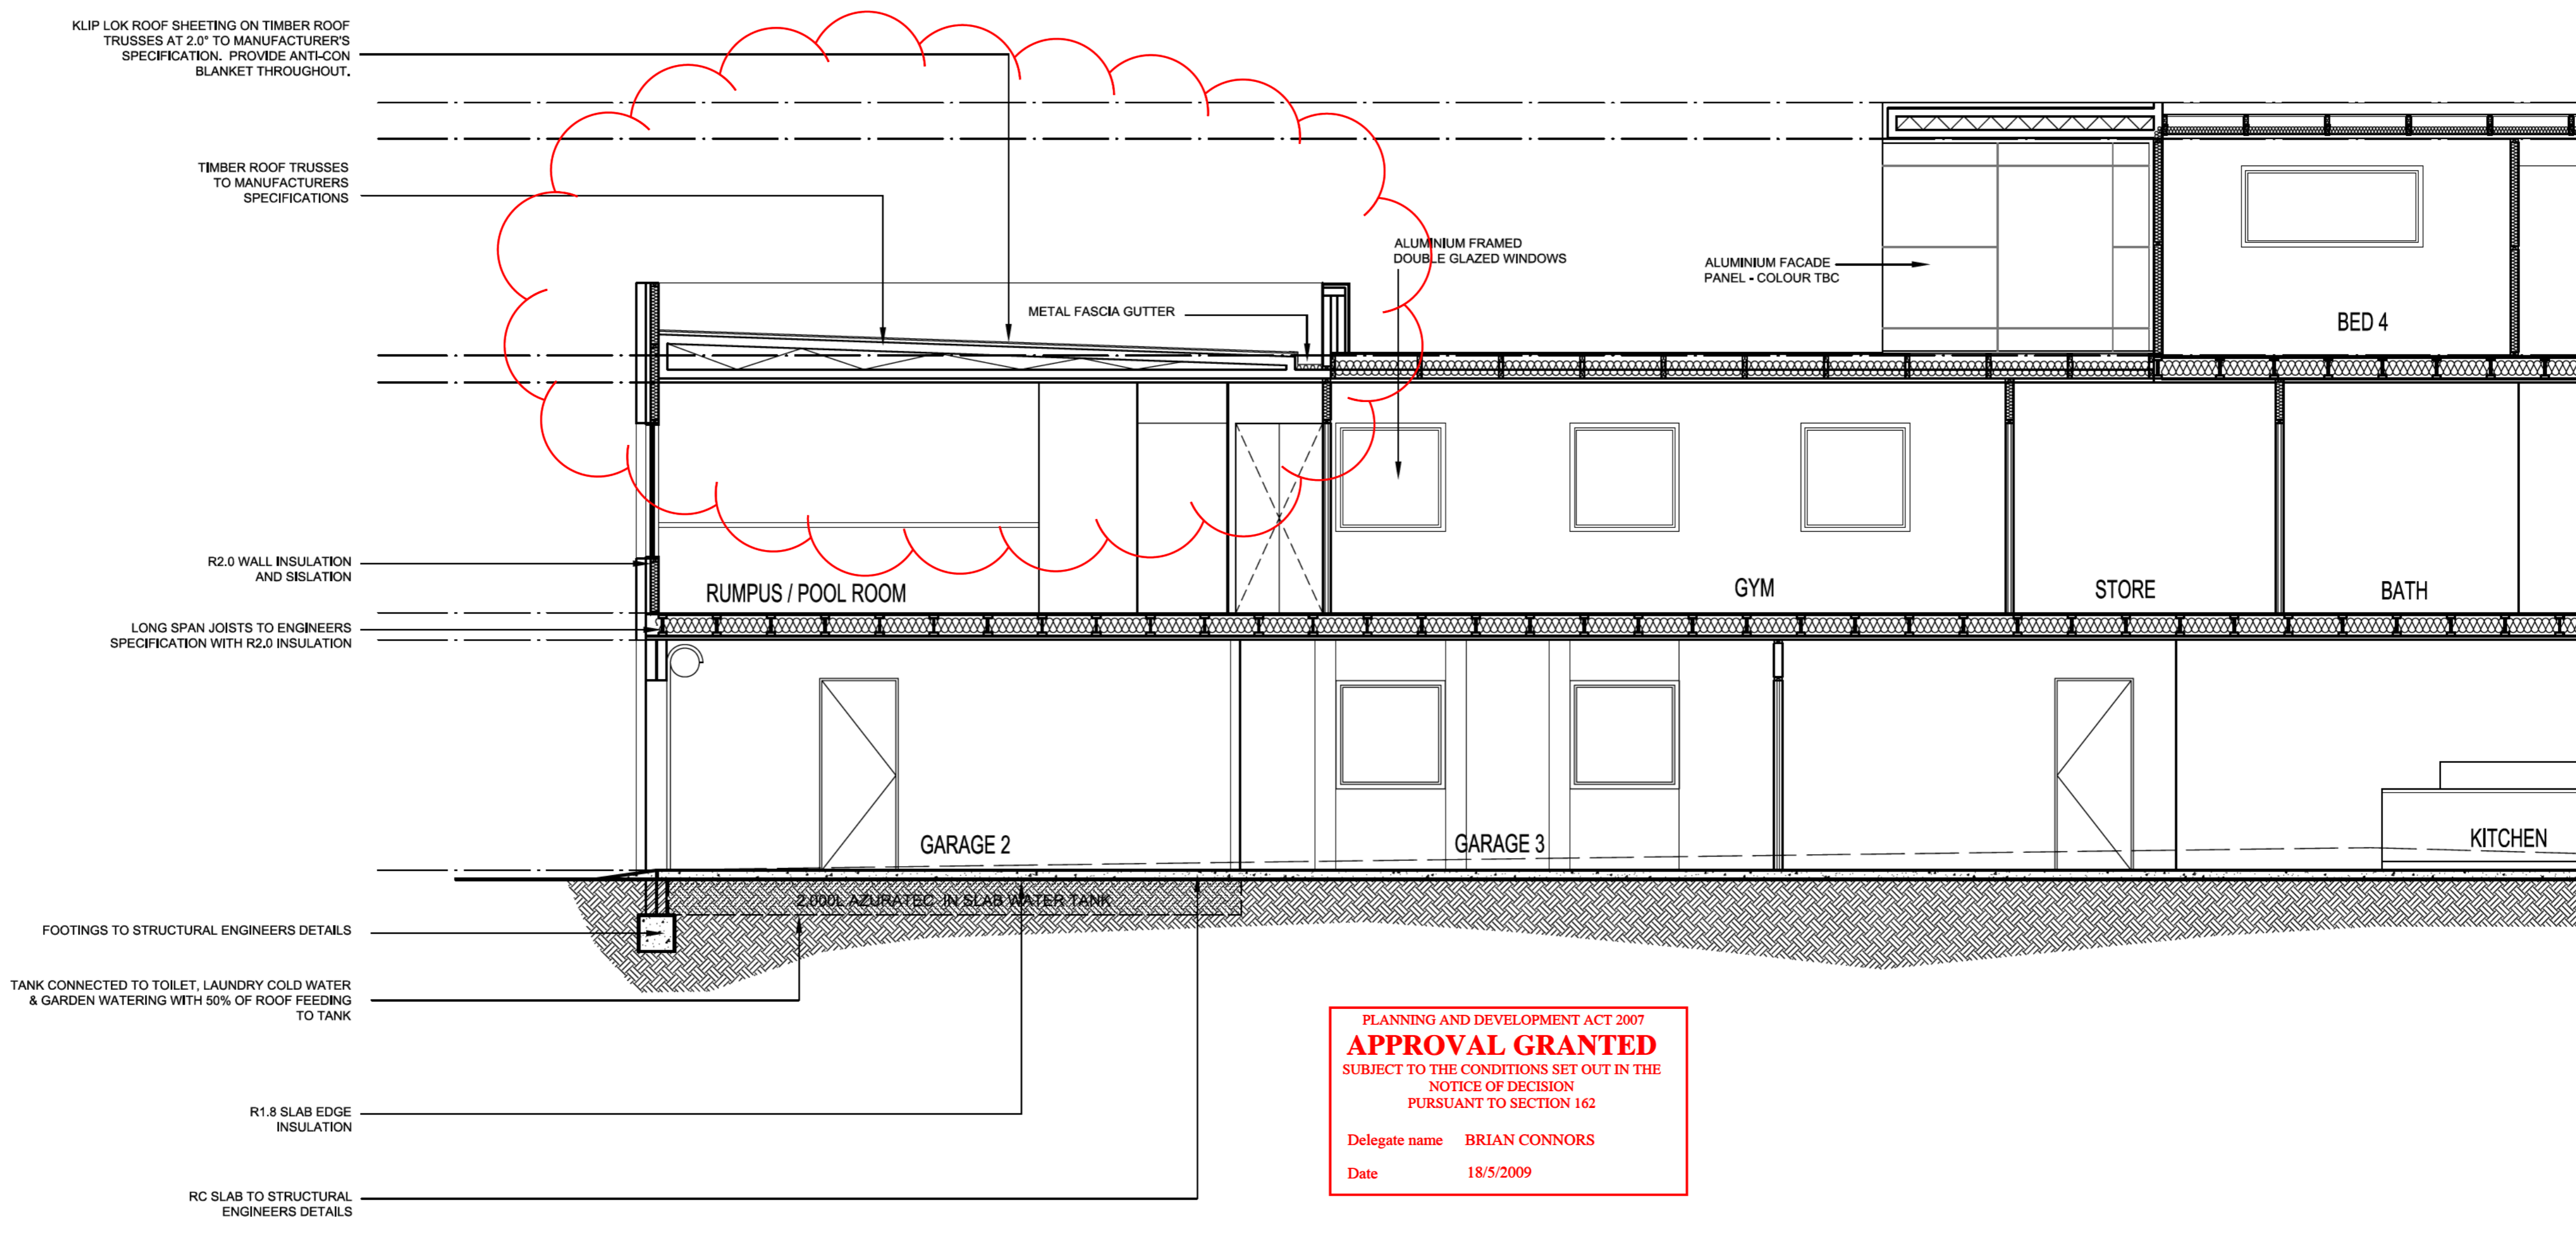 KLIP LOK ROOF SHEETING ON TIMBER ROOF
TRUSSES AT 2.0° TO MANUFACTURER'S
SPECIFICATION. PROVIDE ANTI-CON
BLANKET THROUGHOUT.
TIMBER ROOF TRUSSES
TO MANUFACTURERS
SPECIFICATIONS
ALUMINIUM FRAMED
DOUBLE GLAZED WINDOWS
ALUMINIUM FACADE
PANEL - COLOUR TBC
METAL FASCIA GUTTER
BED 4
R2.0 WALL INSULATION
AND SISLATION
RUMPUS / POOL ROOM
GYM
STORE
BATH
LONG SPAN JOISTS TO ENGINEERS
SPECIFICATION WITH R2.0 INSULATION
GARAGE 2
GARAGE 3
KITCHEN
2,000L AZURATEC IN SLAB WATER TANK
FOOTINGS TO STRUCTURAL ENGINEERS DETAILS
TANK CONNECTED TO TOILET, LAUNDRY COLD WATER
& GARDEN WATERING WITH 50% OF ROOF FEEDING
TO TANK
R1.8 SLAB EDGE
INSULATION
RC SLAB TO STRUCTURAL
ENGINEERS DETAILS
PLANNING AND DEVELOPMENT ACT 2007
APPROVAL GRANTED
SUBJECT TO THE CONDITIONS SET OUT IN THE
NOTICE OF DECISION
PURSUANT TO SECTION 162
Delegate name BRIAN CONNORS
Date 18/5/2009